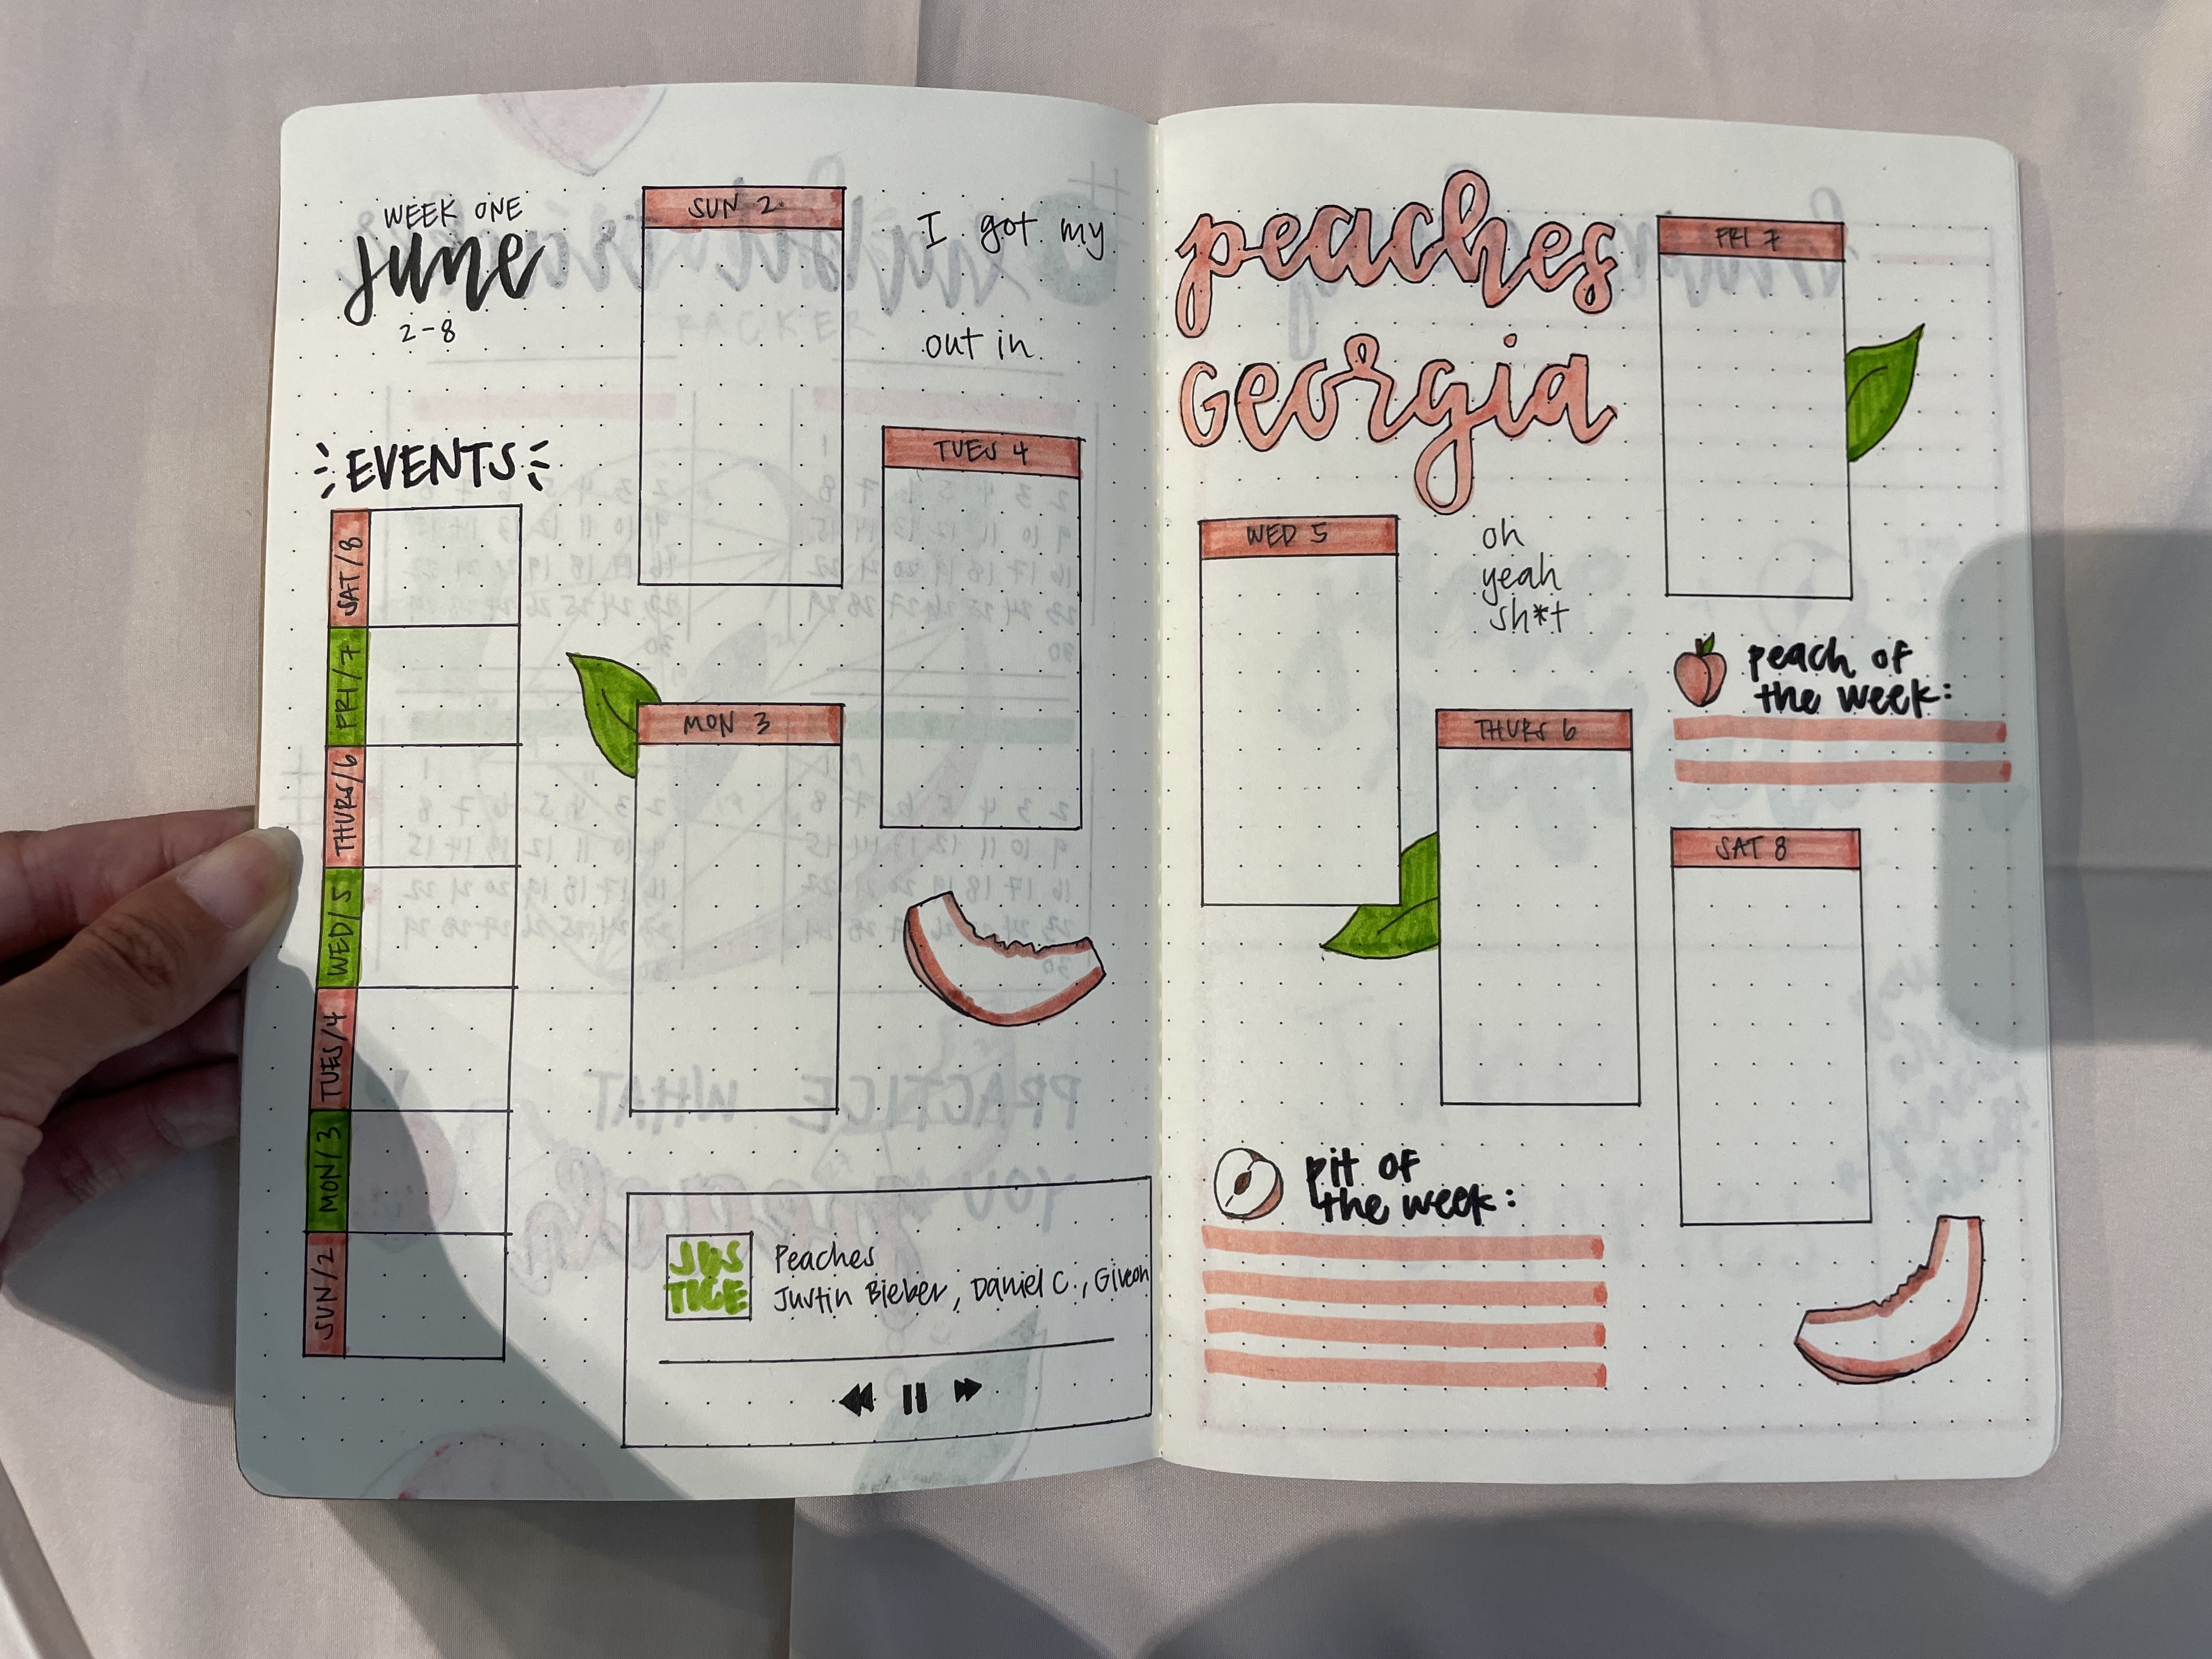 WEEK ONE
june
2-8
EVENTS
SAT/8
FRI/7
THURS/6
WED/5
TUES/4
MON/3
SUN/2
SUN 2
MON 3
I got my
out in
TUES 4
JUS
TICE
Peaches
Justin Bieber, Daniel C., Giveon
peaches
Georgia
WED 5
oh
yeah
sh*t
THURS 6
pit of
the week:
FRI 7
peach of
the week:
SAT 8
PRACTICE WHAT
YOU